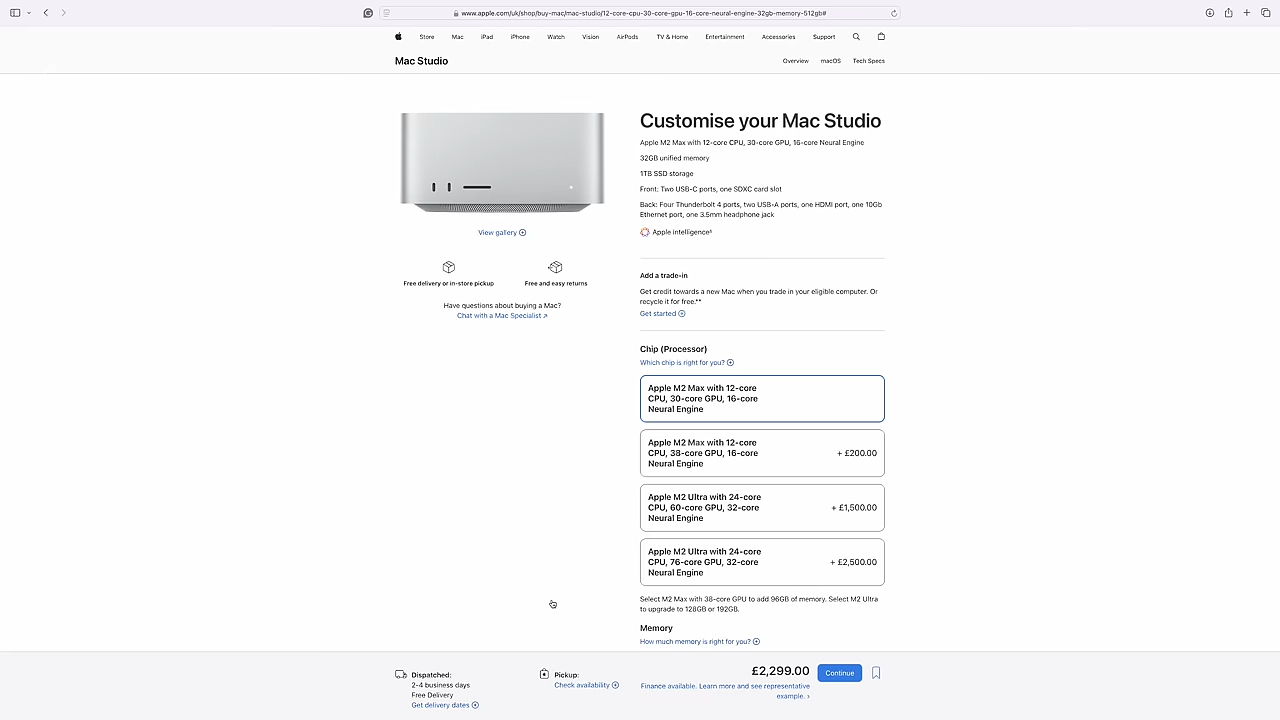 www.apple.com/uk/shop/buy-mac/mac-studio/12-core-cpu-30-core-gpu-16-core-neural-engine-32gb-memory-512gb#
Store Mac iPad iPhone Watch Vision AirPods TV & Home Entertainment Accessories Support
Mac Studio
Overview macOS Tech Specs
Customise your Mac Studio
Apple M2 Max with 12-core CPU, 30-core GPU, 16-core Neural Engine
32GB unified memory
1TB SSD storage
Front: Two USB-C ports, one SDXC card slot
Back: Four Thunderbolt 4 ports, two USB-A ports, one HDMI port, one 10Gb
Ethernet port, one 3.5mm headphone jack
Apple Intelligence
View gallery
Free delivery or in-store pickup
Free and easy returns
Have questions about buying a Mac?
Chat with a Mac Specialist ↗
Add a trade-in
Get credit towards a new Mac when you trade in your eligible computer. Or
recycle it for free.**
Get started
Chip (Processor)
Which chip is right for you?
Apple M2 Max with 12-core
CPU, 30-core GPU, 16-core
Neural Engine
Apple M2 Max with 12-core
CPU, 38-core GPU, 16-core
Neural Engine
+ £200.00
Apple M2 Ultra with 24-core
CPU, 60-core GPU, 32-core
Neural Engine
+ £1,500.00
Apple M2 Ultra with 24-core
CPU, 76-core GPU, 32-core
Neural Engine
+ £2,500.00
Select M2 Max with 38-core GPU to add 96GB of memory. Select M2 Ultra
to upgrade to 128GB or 192GB.
Memory
How much memory is right for you?
Dispatched:
2-4 business days
Free Delivery
Get delivery dates
Pickup:
Check availability
£2,299.00
Finance available. Learn more and see representative
example. ›
Continue